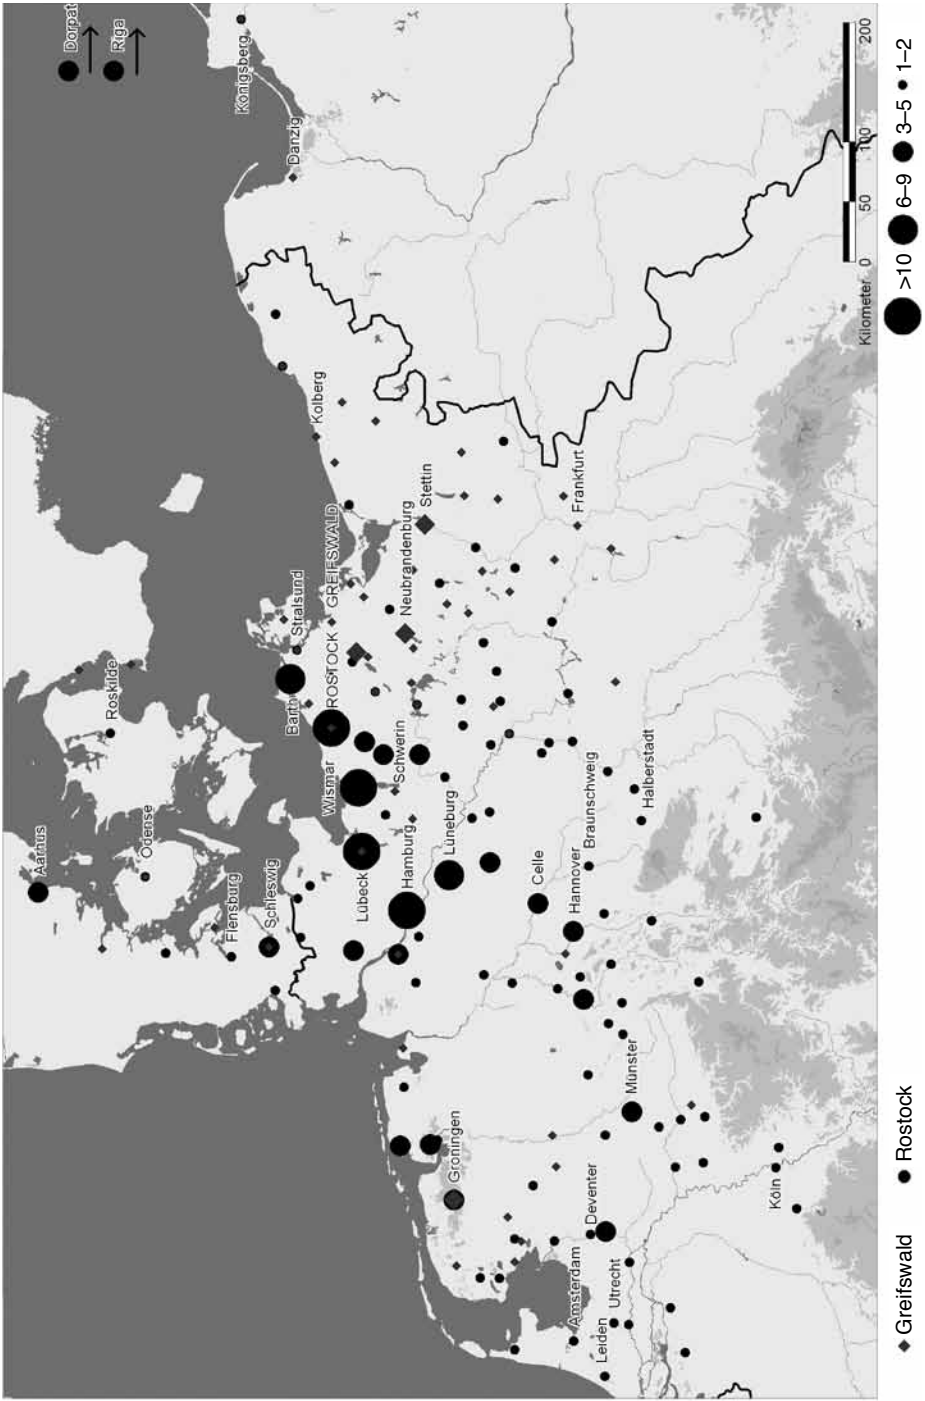 Dorpat
Riga
Königsberg
Danzig
Aarhus
Odense
Roskilde
Flensburg
Schleswig
Barth
Stralsund
Kolberg
ROSTOCK
GREIFSWALD
Wismar
Schwerin
Neubrandenburg
Stettin
Lübeck
Hamburg
Lüneburg
Groningen
Celle
Hannover
Braunschweig
Frankfurt
Halberstadt
Münster
Deventer
Amsterdam
Utrecht
Leiden
Köln
Kilometer
0 50 100 200
Greifswald Rostock >10 6–9 3–5 1–2